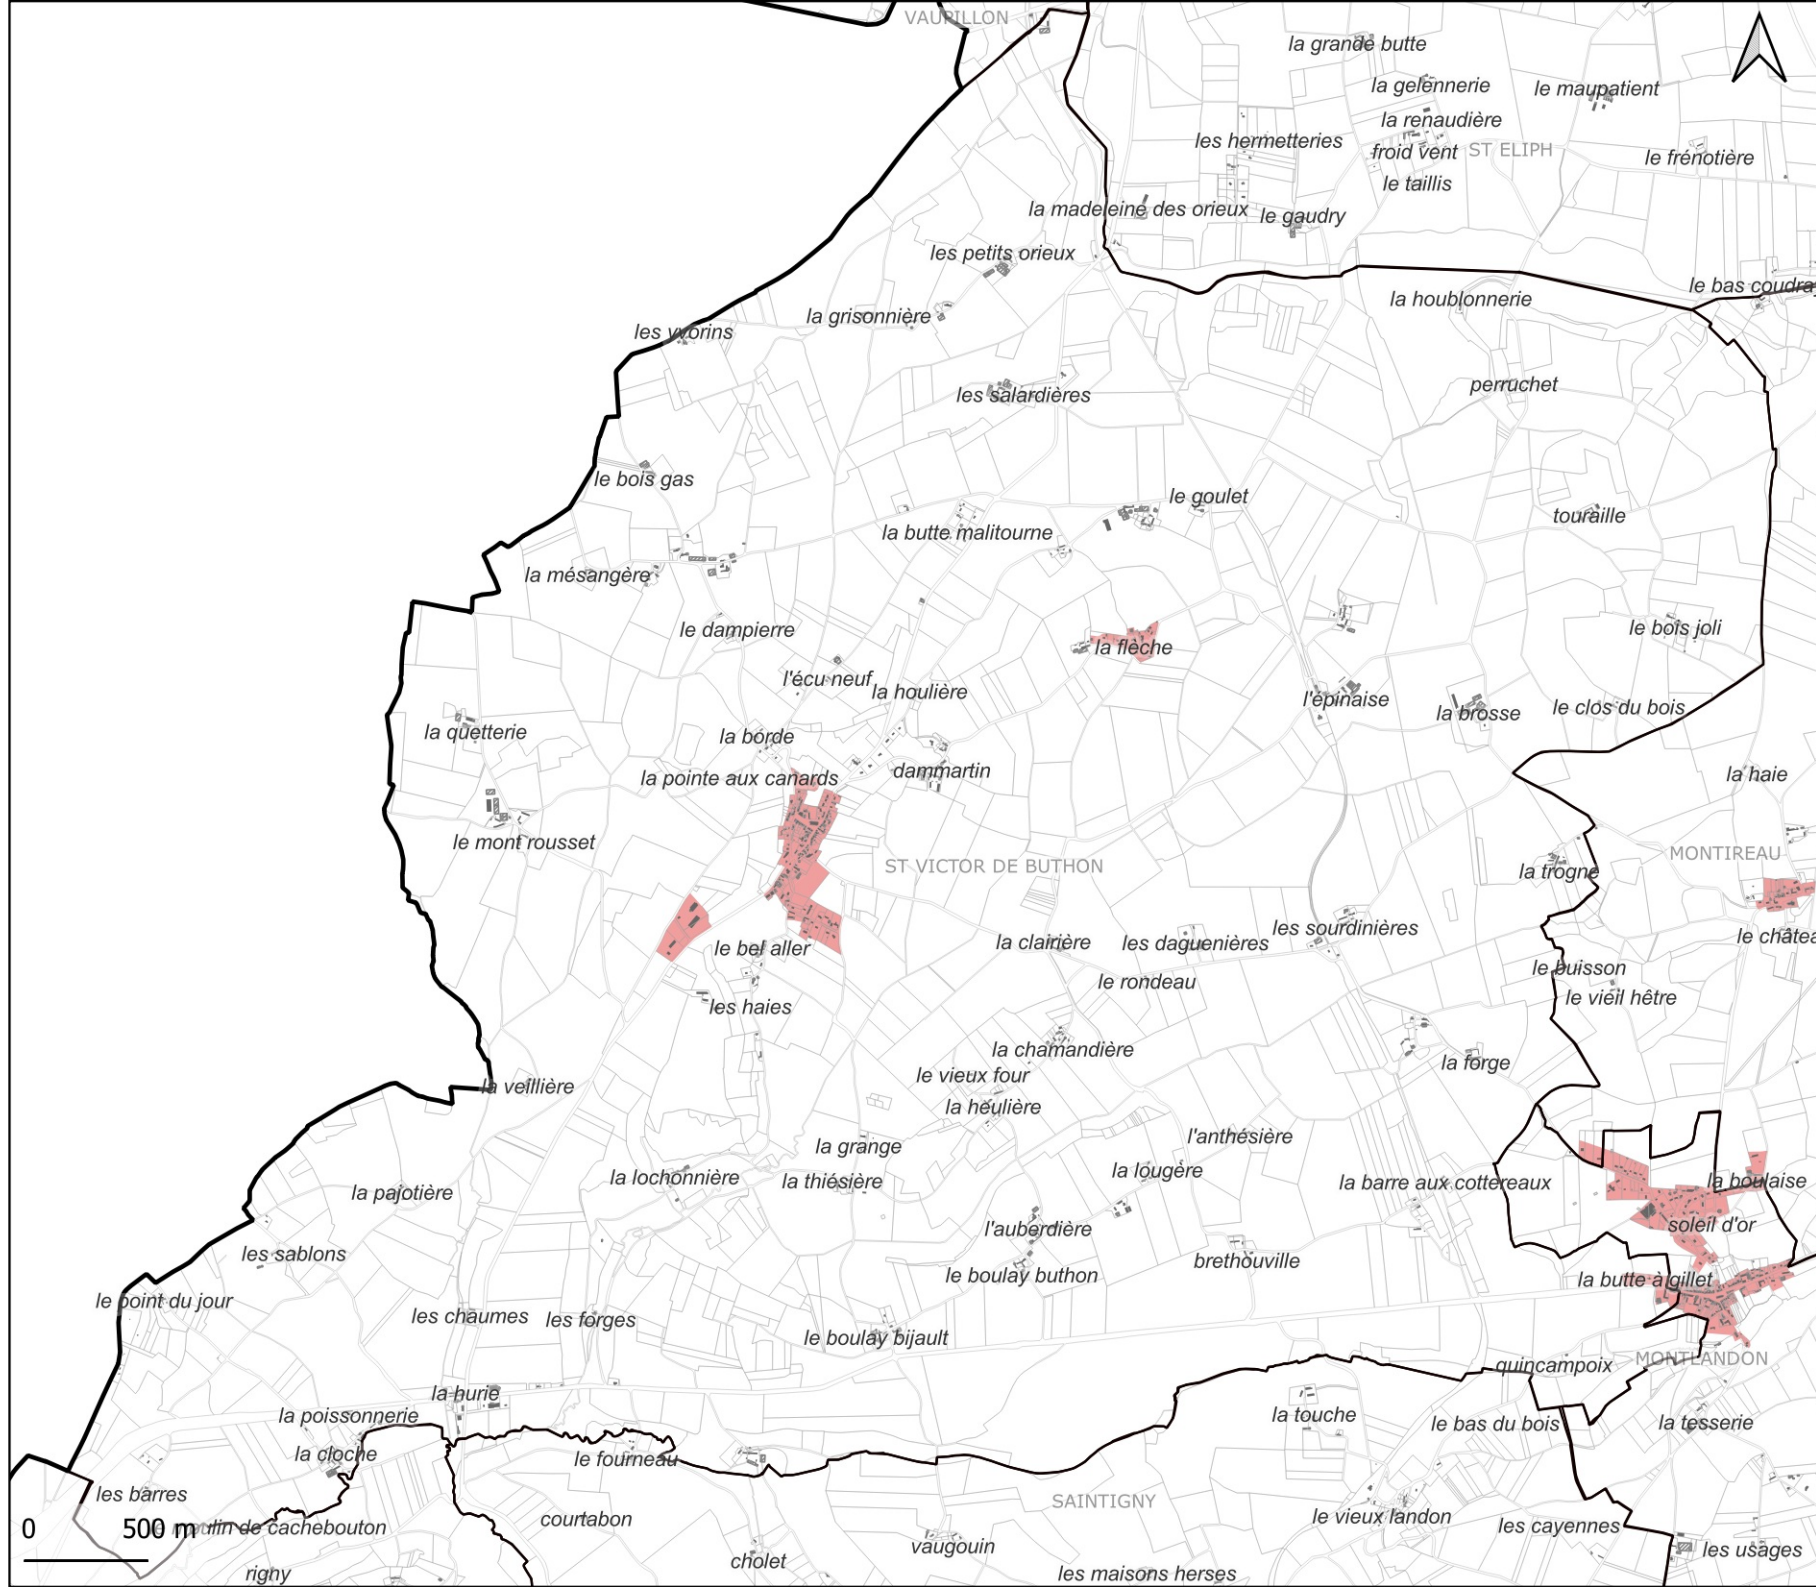 VAUPILLON
la grande butte
la gelennerie
le maupatient
la renaudière
les hermetteries
froid vent
ST ELIPH
le frénotière
le taillis
la madeleine des orieux
le gaudry
les petits orieux
le bas coudra
la houblonnerie
la grisonnière
les yvorins
perruchet
les salardières
le bois gas
le goulet
touraille
la butte malitourne
la mésangère
le dampierre
le bois joli
la flèche
l'écu neuf
la houlière
l'épinaise
le clos du bois
la brosse
la quetterie
la borde
dammartin
la haie
la pointe aux canards
le mont rousset
MONTIREAU
ST VICTOR DE BUTHON
la trogne
les sourdinières
le châtea
la clairière
les daguenières
le bel aller
le buisson
le rondeau
le vieil hêtre
les haies
la chamandière
la forge
le vieux four
la veillière
la heulière
l'anthésière
la grange
la lougère
la lochonnière
la thiésière
la barre aux cottereaux
la boulaise
la pajotière
soleil d'or
l'auberdière
les sablons
brethouville
le boulay buthon
la butte à gillet
le point du jour
les chaumes
les forges
le boulay bijault
MONTLANDON
quincampoix
la hurie
la poissonnerie
la touche
le bas du bois
la tesserie
la cloche
le fourneau
les barres
SAINTIGNY
le vieux landon
courtabon
les cayennes
0 500 m
le moulin de cachebouton
vaugouin
les usages
cholet
rigny
les maisons herses